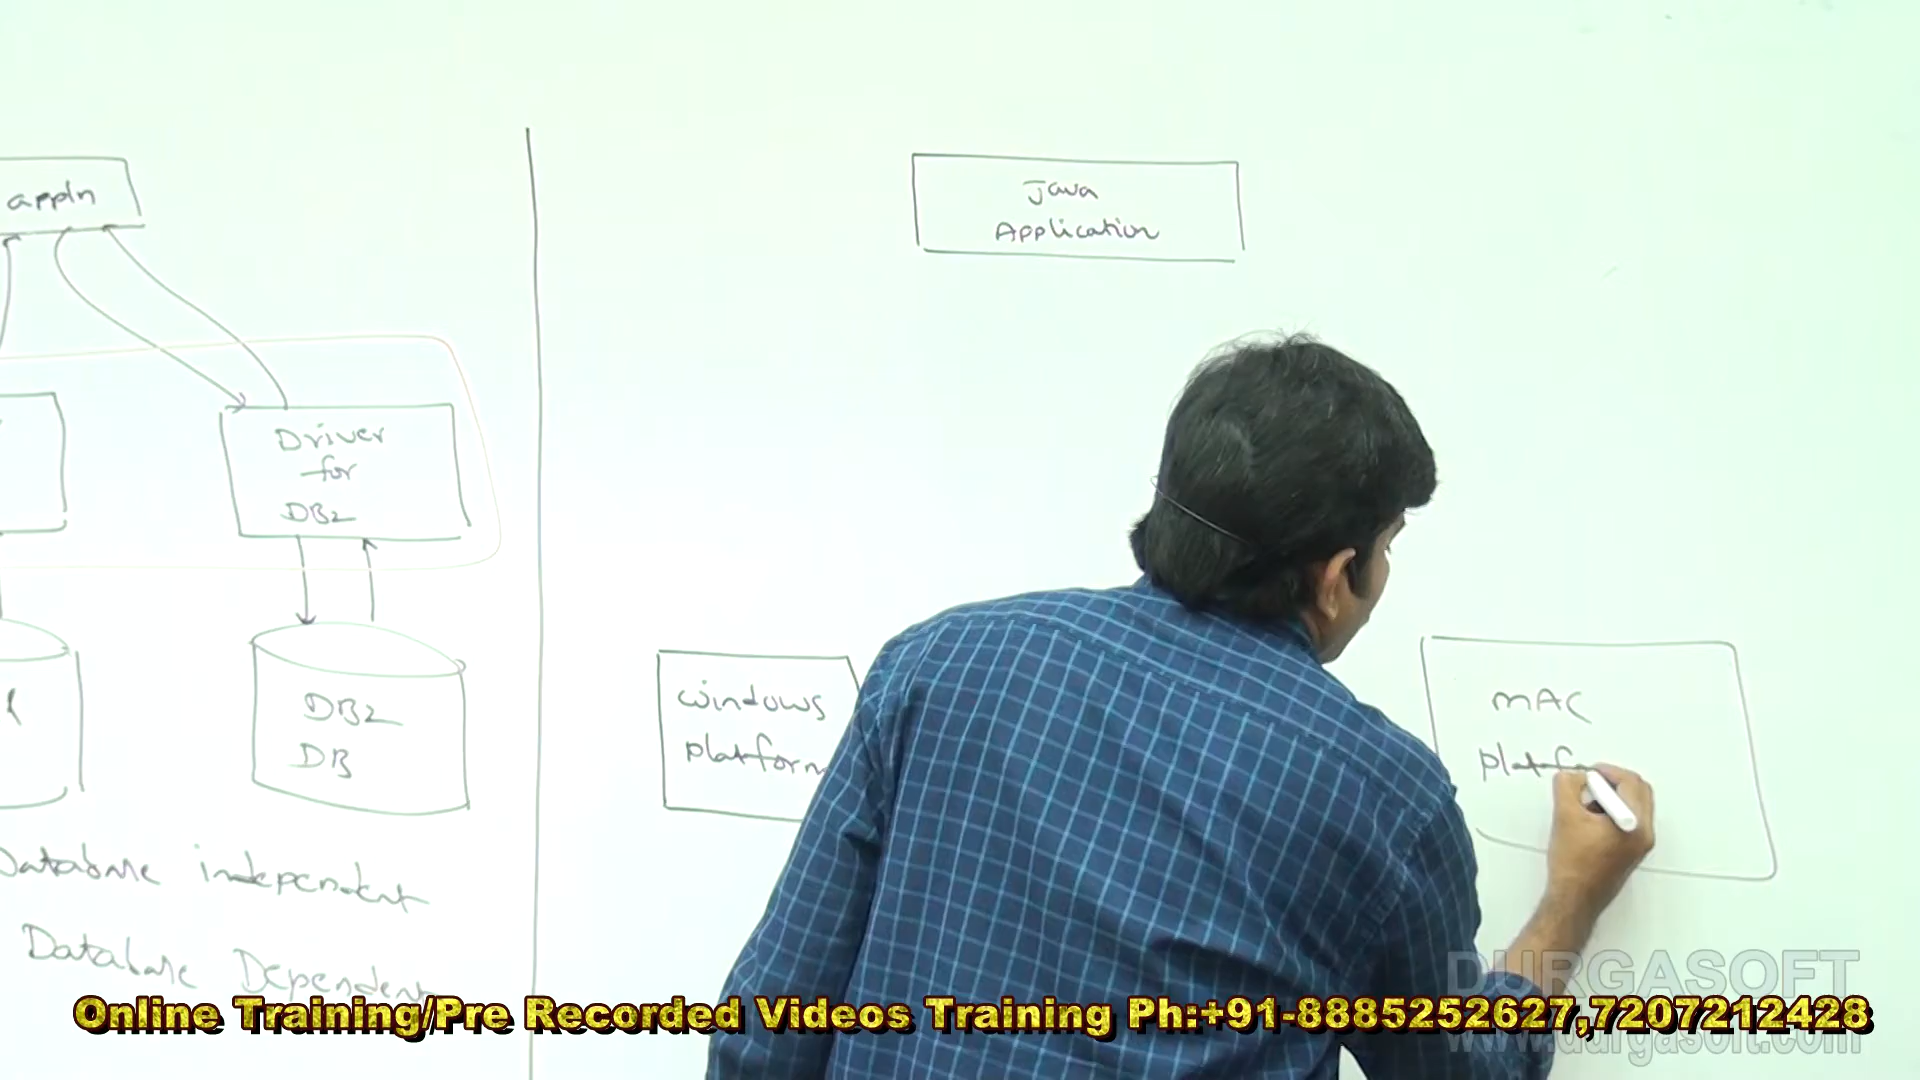 appln
Driver
for
DB2
DB2
DB
Database independent
Database Dependent
Java
Application
windows
platform
MAC
platfo
DURGASOFT
www.durgasoft.com
Online Training/Pre Recorded Videos Training Ph:+91-8885252627,7207212428